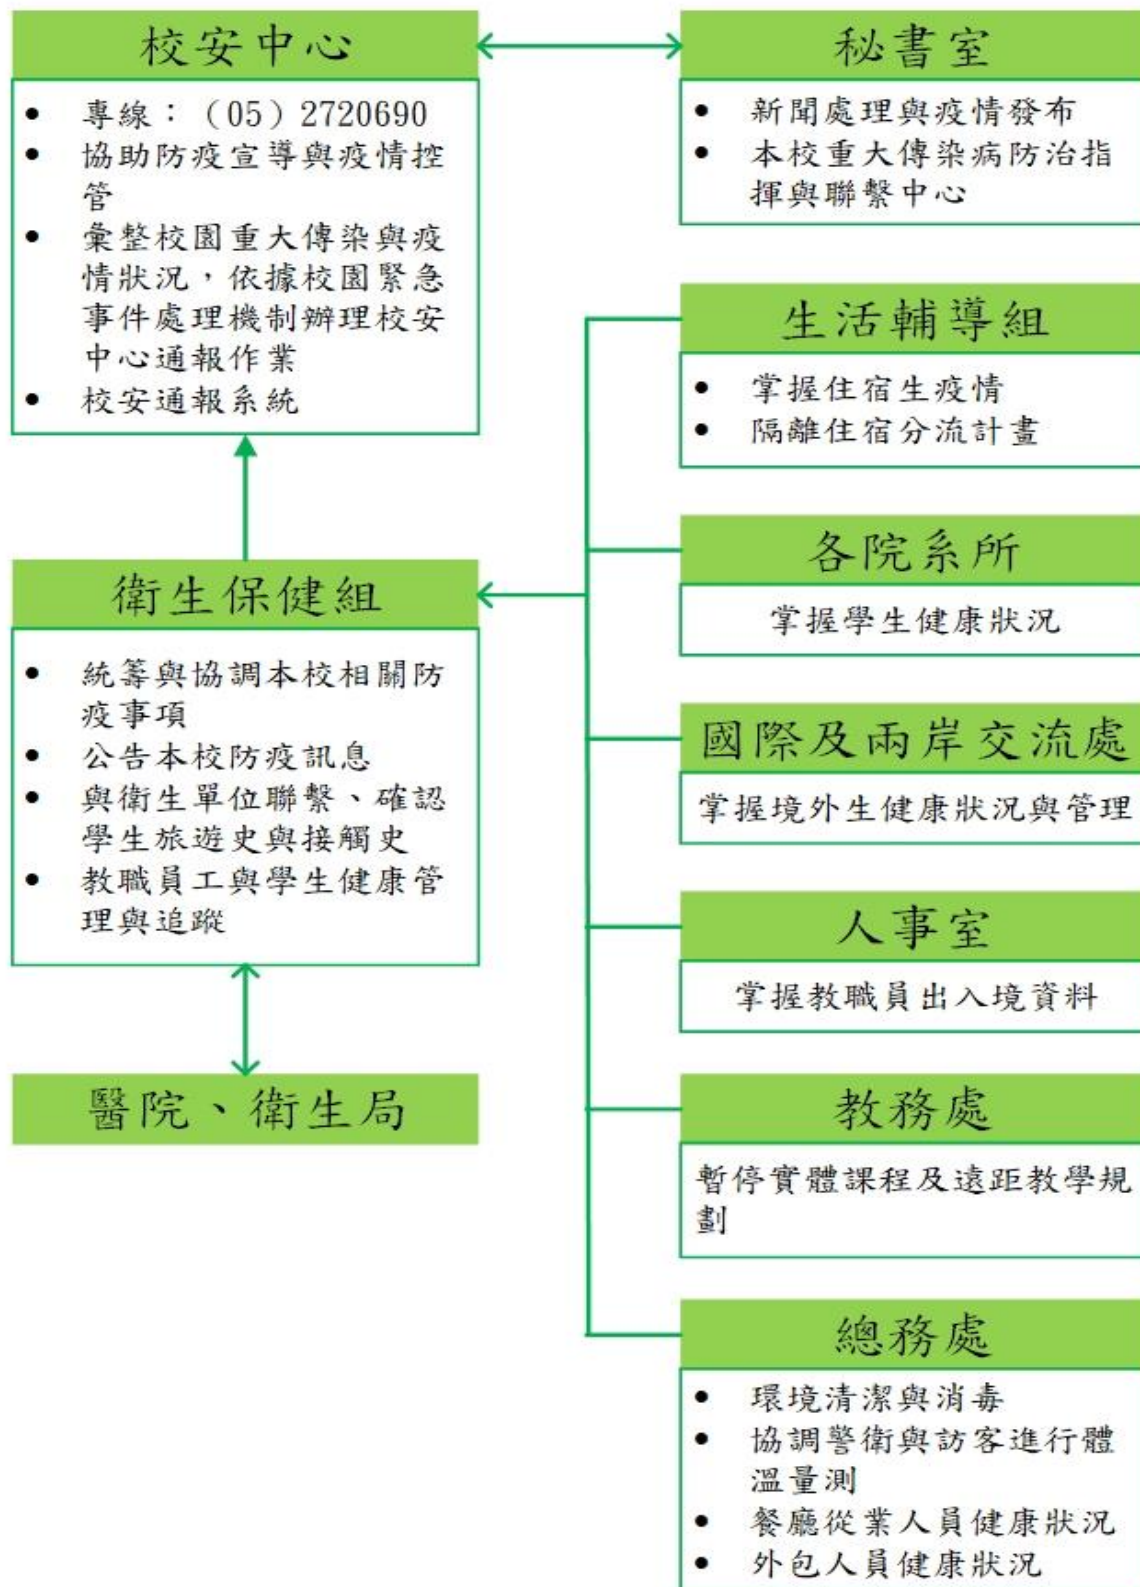 校安中心
• 專線：（05）2720690
• 協助防疫宣導與疫情控
管
• 彙整校園重大傳染與疫
情狀況，依據校園緊急
事件處理機制辦理校安
中心通報作業
• 校安通報系統
秘書室
• 新聞處理與疫情發布
• 本校重大傳染病防治指
揮與聯繫中心
衛生保健組
• 統籌與協調本校相關防
疫事項
• 公告本校防疫訊息
• 與衛生單位聯繫、確認
學生旅遊史與接觸史
• 教職員工與學生健康管
理與追蹤
醫院、衛生局
生活輔導組
• 掌握住宿生疫情
• 隔離住宿分流計畫
各院系所
掌握學生健康狀況
國際及兩岸交流處
掌握境外生健康狀況與管理
人事室
掌握教職員出入境資料
教務處
暫停實體課程及遠距教學規
劃
總務處
• 環境清潔與消毒
• 協調警衛與訪客進行體
溫量測
• 餐廳從業人員健康狀況
• 外包人員健康狀況